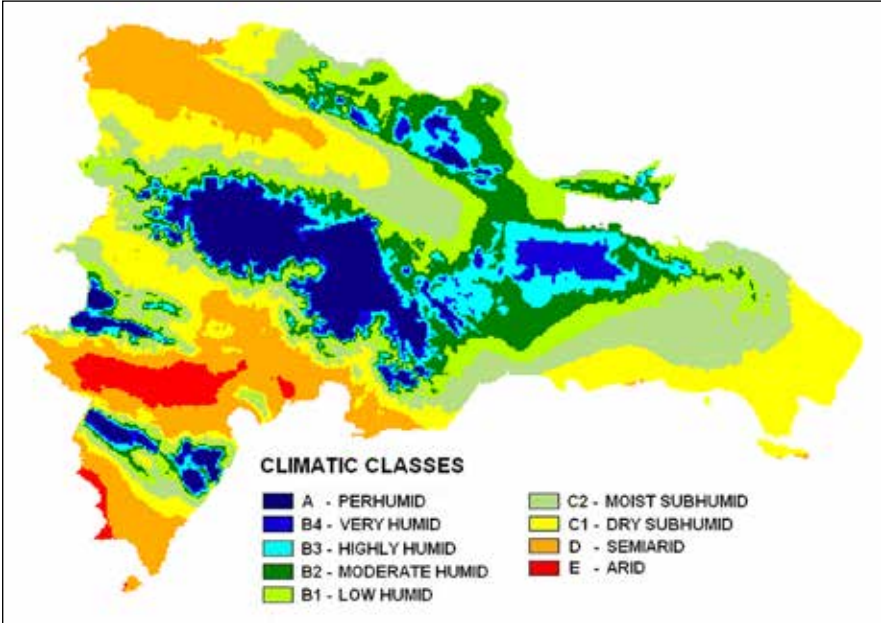 CLIMATIC CLASSES
A - PERHUMID
B4 - VERY HUMID
B3 - HIGHLY HUMID
B2 - MODERATE HUMID
B1 - LOW HUMID
C2 - MOIST SUBHUMID
C1 - DRY SUBHUMID
D - SEMIARID
E - ARID